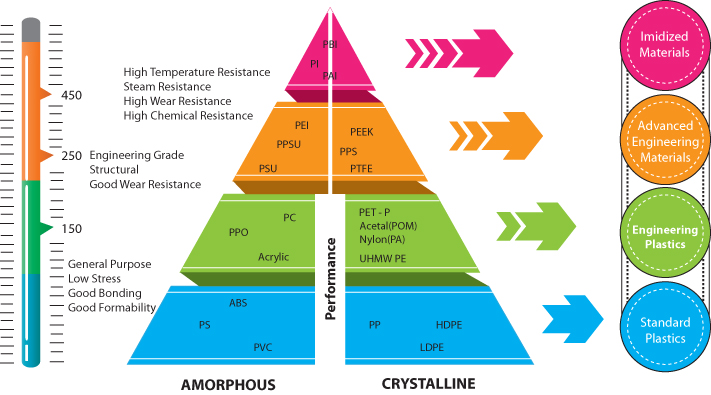 450
250
150
High Temperature Resistance
Steam Resistance
High Wear Resistance
High Chemical Resistance
Engineering Grade
Structural
Good Wear Resistance
General Purpose
Low Stress
Good Bonding
Good Formability
PBI
PI
PAI
PEI
PPSU
PSU
PEEK
PPS
PTFE
PC
PPO
Acrylic
PET - P
Acetal(POM)
Nylon(PA)
UHMW PE
ABS
PS
PVC
PP
HDPE
LDPE
Performance
AMORPHOUS
CRYSTALLINE
Imidized
Materials
Advanced
Engineering
Materials
Engineering
Plastics
Standard
Plastics